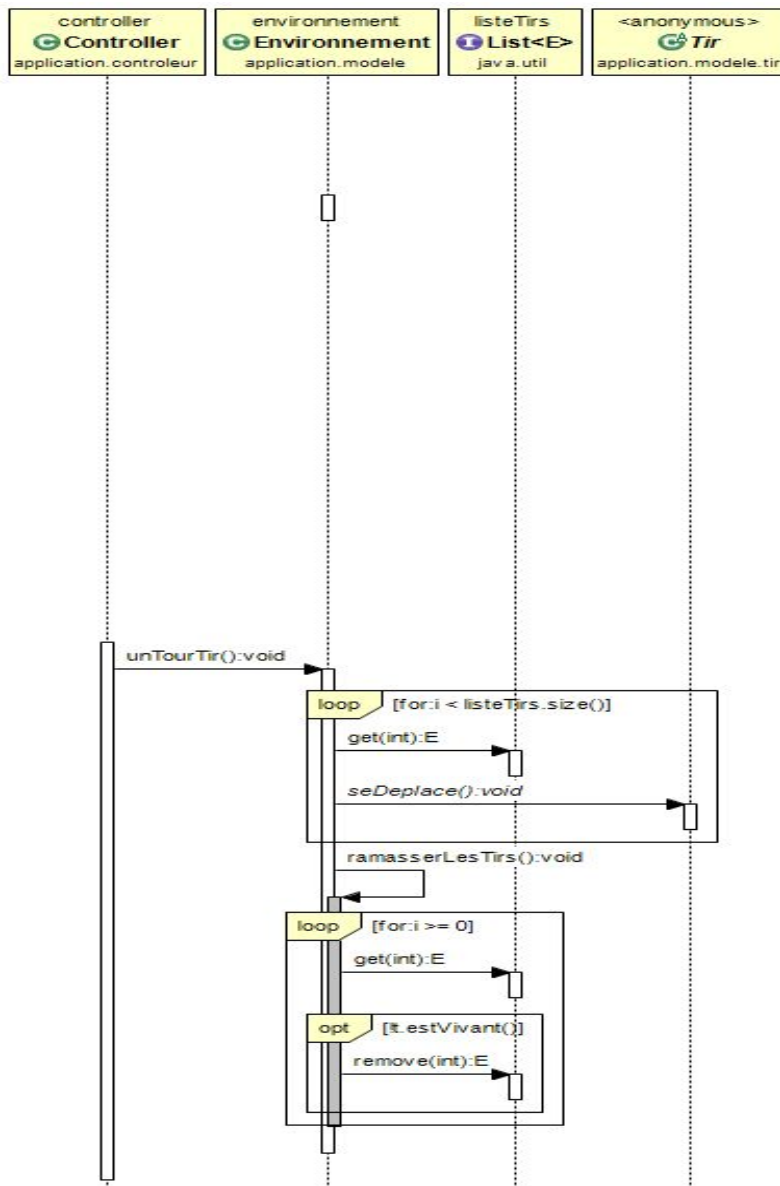 controller
Controller
application.controleur
environnement
Environnement
application.modele
listeTirs
List<E>
java.util
<anonymous>
Tir
application.modele.tir
unTourTir():void
loop [for:i < listeTirs.size()]
get(int):E
seDeplace():void
ramasserLesTirs():void
loop [for:i >= 0]
get(int):E
opt [!t.estVivant()]
remove(int):E